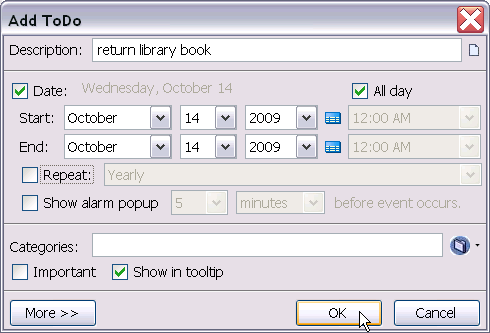 Add ToDo
Description: return library book
Date: Wednesday, October 14 All day
Start: October 14 2009 12:00 AM
End: October 14 2009 12:00 AM
Repeat: Yearly
Show alarm popup 5 minutes before event occurs.
Categories:
Important Show in tooltip
More >> OK Cancel